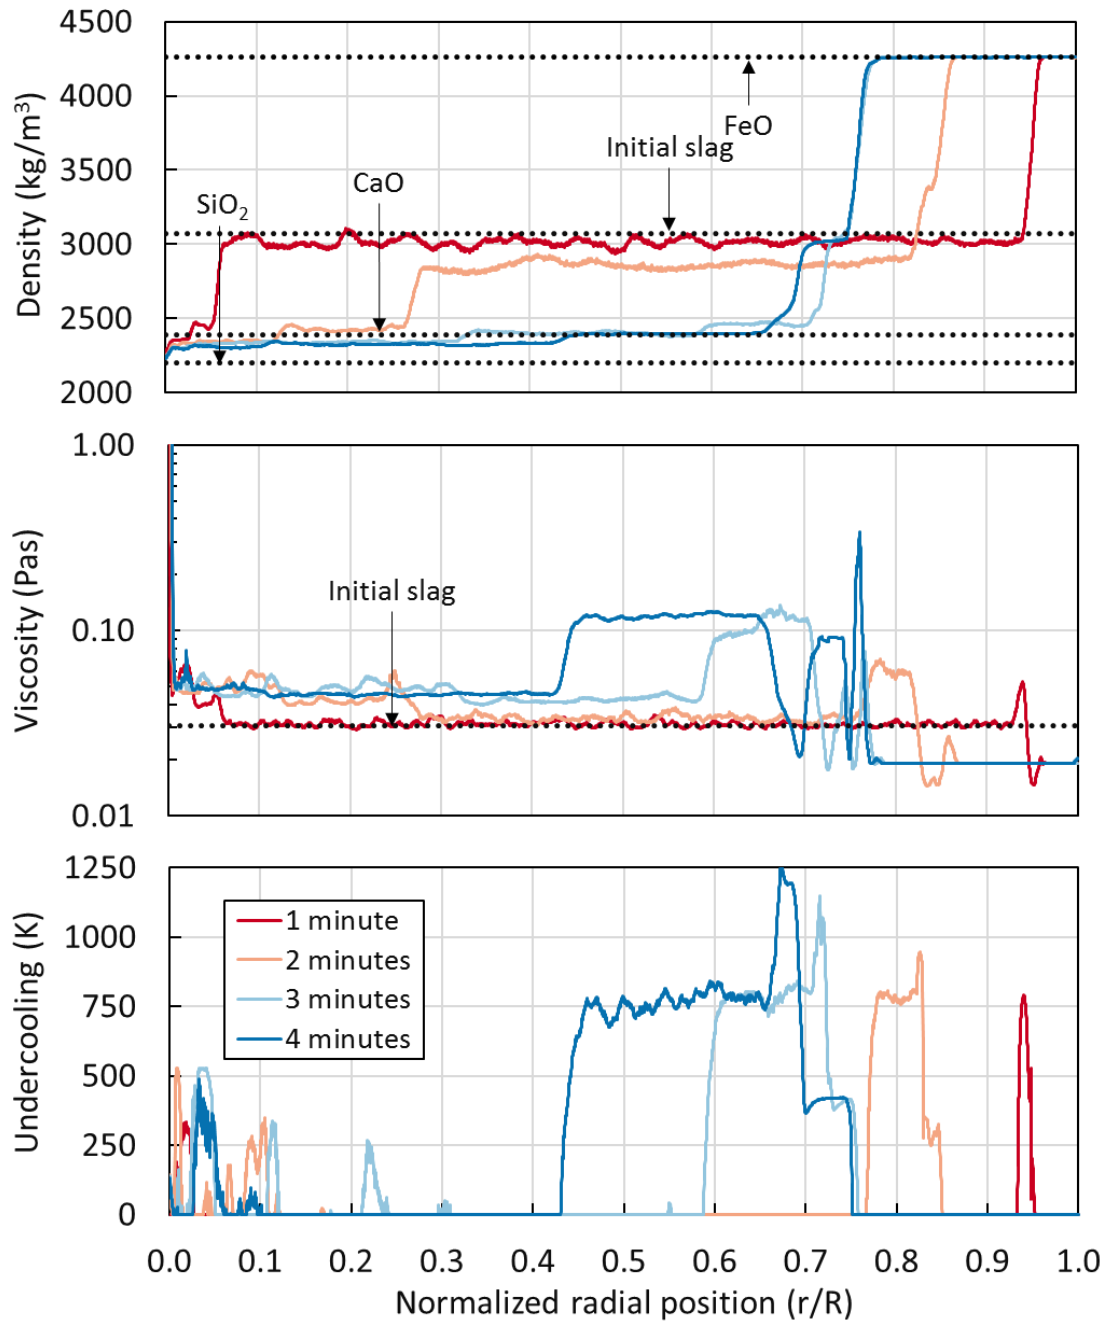 4500
4000
3500
3000
2500
2000
Density (kg/m³)
FeO
Initial slag
CaO
SiO₂
1.00
0.10
0.01
Viscosity (Pas)
Initial slag
1250
1000
750
500
250
0
Undercooling (K)
1 minute
2 minutes
3 minutes
4 minutes
0.0 0.1 0.2 0.3 0.4 0.5 0.6 0.7 0.8 0.9 1.0
Normalized radial position (r/R)